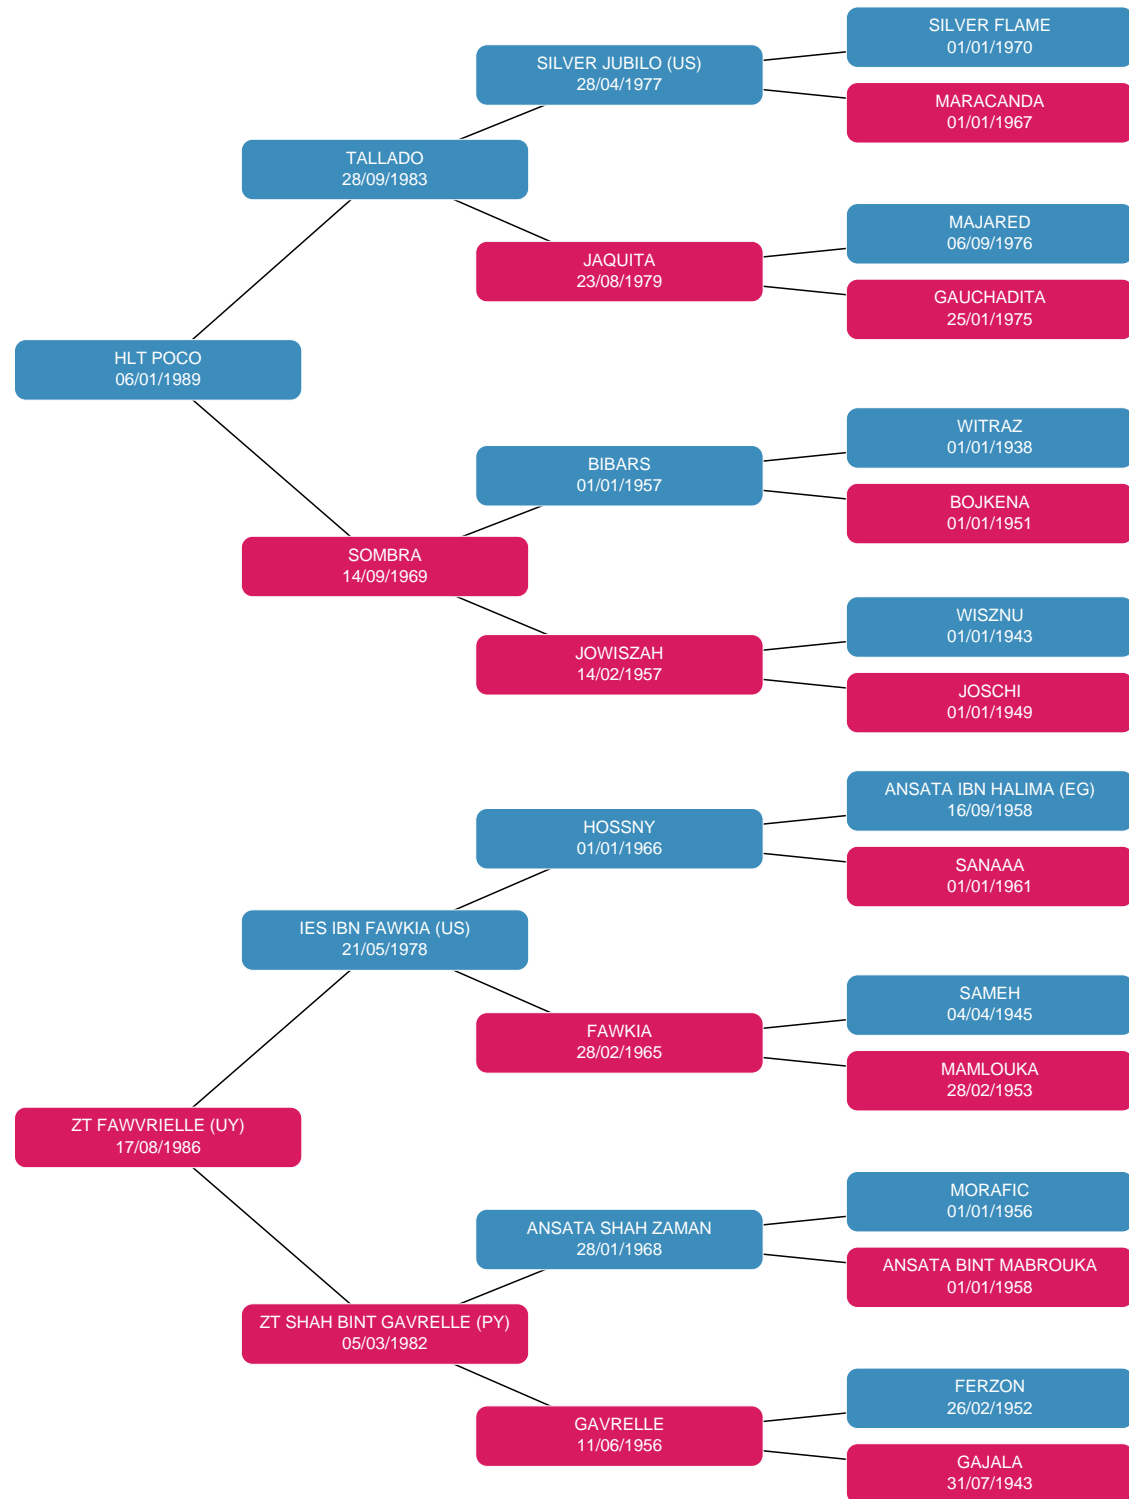 SILVER FLAME
01/01/1970
SILVER JUBILO (US)
28/04/1977
MARACANDA
01/01/1967
TALLADO
28/09/1983
MAJARED
06/09/1976
JAQUITA
23/08/1979
GAUCHADITA
25/01/1975
HLT POCO
06/01/1989
WITRAZ
01/01/1938
BIBARS
01/01/1957
BOJKENA
01/01/1951
SOMBRA
14/09/1969
WISZNU
01/01/1943
JOWISZAH
14/02/1957
JOSCHI
01/01/1949
ANSATA IBN HALIMA (EG)
16/09/1958
HOSSNY
01/01/1966
SANAAA
01/01/1961
IES IBN FAWKIA (US)
21/05/1978
SAMEH
04/04/1945
FAWKIA
28/02/1965
MAMLOUKA
28/02/1953
ZT FAWVRIELLE (UY)
17/08/1986
MORAFIC
01/01/1956
ANSATA SHAH ZAMAN
28/01/1968
ANSATA BINT MABROUKA
01/01/1958
ZT SHAH BINT GAVRELLE (PY)
05/03/1982
FERZON
26/02/1952
GAVRELLE
11/06/1956
GAJALA
31/07/1943